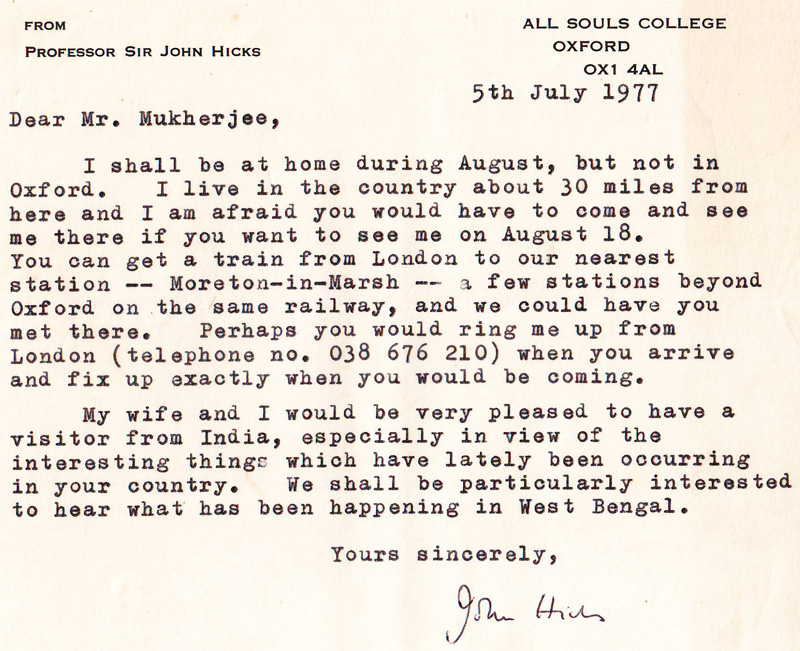 FROM
PROFESSOR SIR JOHN HICKS
ALL SOULS COLLEGE
OXFORD
OX1 4AL
5th July 1977
Dear Mr. Mukherjee,
I shall be at home during August, but not in
Oxford. I live in the country about 30 miles from
here and I am afraid you would have to come and see
me there if you want to see me on August 18.
You can get a train from London to our nearest
station -- Moreton-in-Marsh -- a few stations beyond
Oxford on the same railway, and we could have you
met there. Perhaps you would ring me up from
London (telephone no. 038 676 210) when you arrive
and fix up exactly when you would be coming.
My wife and I would be very pleased to have a
visitor from India, especially in view of the
interesting things which have lately been occurring
in your country. We shall be particularly interested
to hear what has been happening in West Bengal.
Yours sincerely,
John Hicks